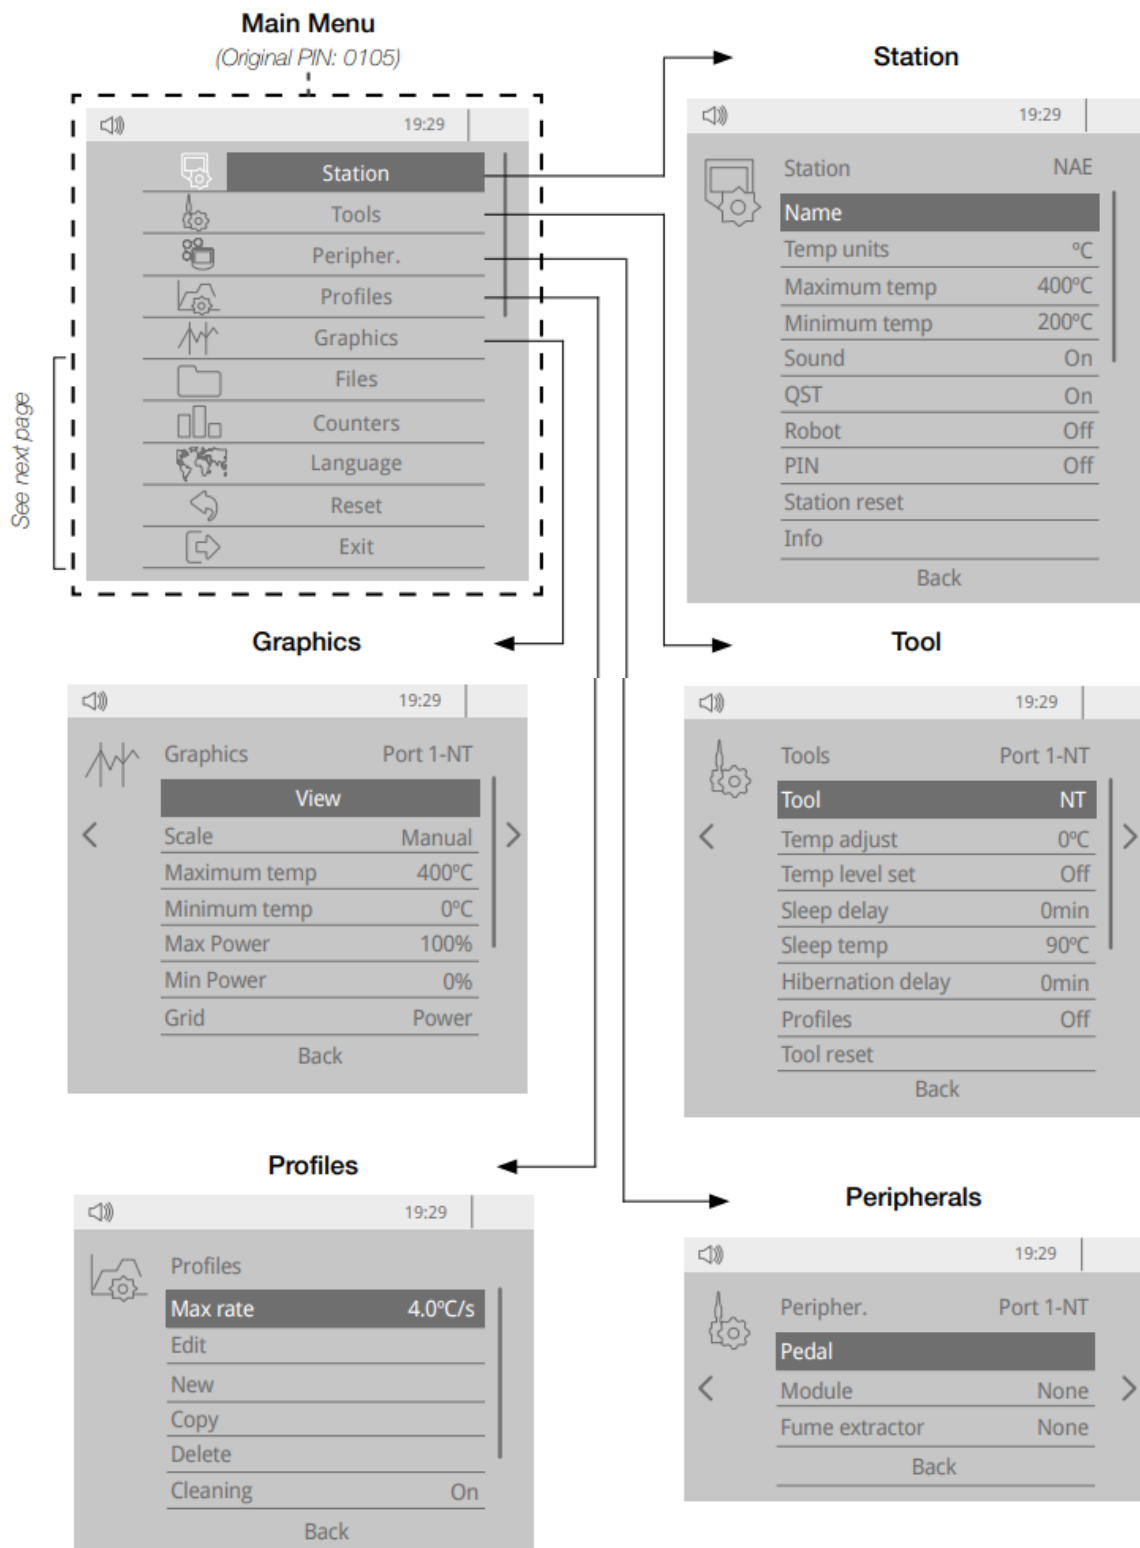 Main Menu
(Original PIN: 0105)
19:29
Station
Tools
Peripher.
Profiles
Graphics
Files
Counters
Language
Reset
Exit
See next page
Station
19:29
Station NAE
Name
Temp units ºC
Maximum temp 400ºC
Minimum temp 200ºC
Sound On
QST On
Robot Off
PIN Off
Station reset
Info
Back
Graphics
19:29
Graphics Port 1-NT
View
Scale Manual
Maximum temp 400ºC
Minimum temp 0ºC
Max Power 100%
Min Power 0%
Grid Power
Back
Tool
19:29
Tools Port 1-NT
Tool NT
Temp adjust 0ºC
Temp level set Off
Sleep delay 0min
Sleep temp 90ºC
Hibernation delay 0min
Profiles Off
Tool reset
Back
Profiles
19:29
Profiles
Max rate 4.0ºC/s
Edit
New
Copy
Delete
Cleaning On
Back
Peripherals
19:29
Peripher. Port 1-NT
Pedal
Module None
Fume extractor None
Back